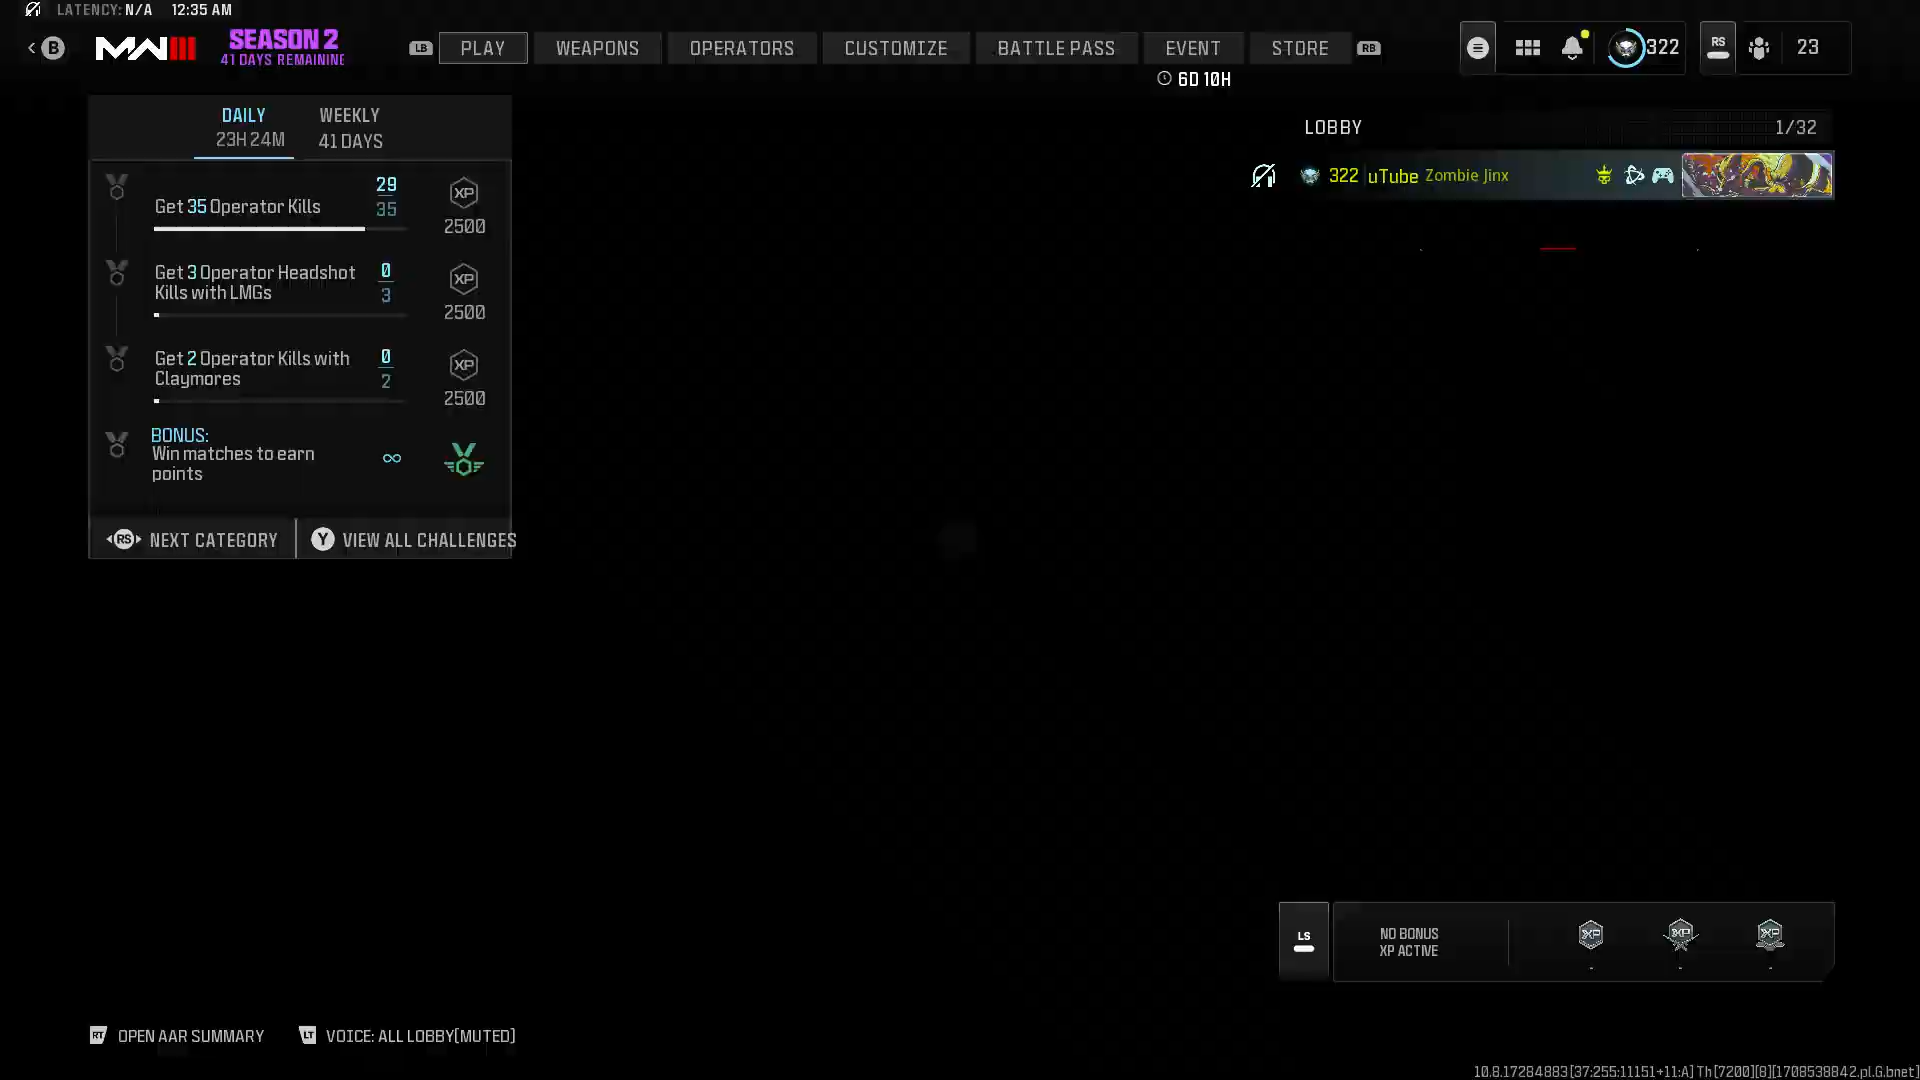 LATENCY: N/A 12:35 AM
B
MWIII
SEASON 2
41 DAYS REMAINING
LB
PLAY
WEAPONS
OPERATORS
CUSTOMIZE
BATTLE PASS
EVENT
STORE
RB
6D 10H
322
RS
23
DAILY
23H 24M
WEEKLY
41 DAYS
Get 35 Operator Kills
29
35
XP
2500
Get 3 Operator Headshot
Kills with LMGs
0
3
XP
2500
Get 2 Operator Kills with
Claymores
0
2
XP
2500
BONUS:
Win matches to earn
points
∞
RS NEXT CATEGORY
Y VIEW ALL CHALLENGES
LOBBY
1/32
322 uTube Zombie Jinx
LS
NO BONUS
XP ACTIVE
XP
XP
XP
-
-
-
RT OPEN AAR SUMMARY
LT VOICE: ALL LOBBY[MUTED]
10.8.17284883[37:255:11151+11:A] Th[7200][8][1708538842.pl.G.bnet]